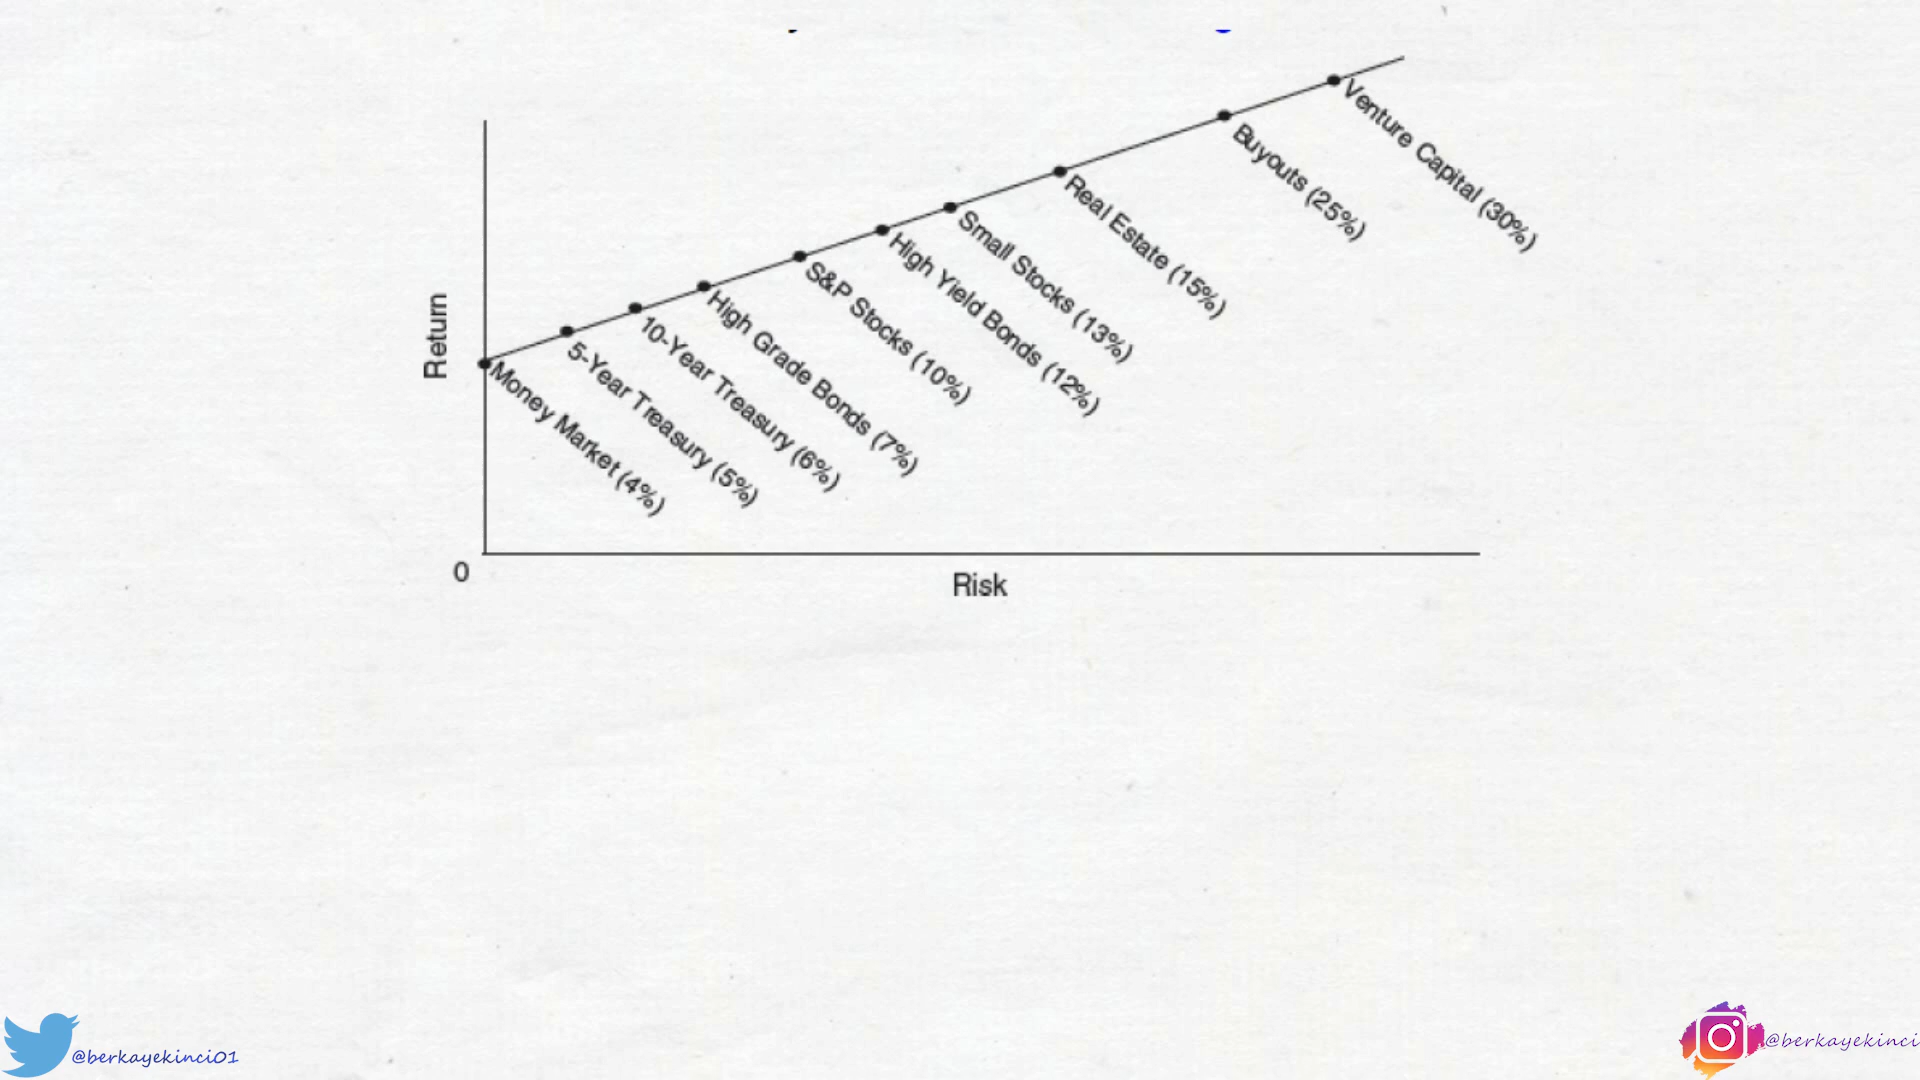 Venture Capital (30%)
Buyouts (25%)
Real Estate (15%)
Small Stocks (13%)
High Yield Bonds (12%)
S&P Stocks (10%)
High Grade Bonds (7%)
10-Year Treasury (6%)
5-Year Treasury (5%)
Money Market (4%)
Return
0
Risk
@berkayekinci01
@berkayekinci